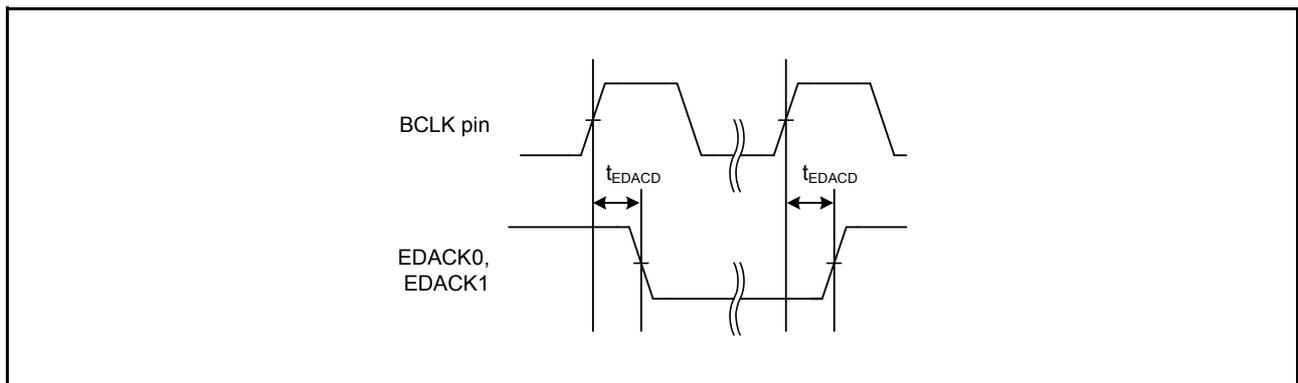 BCLK pin
tEDACD
tEDACD
EDACK0,
EDACK1